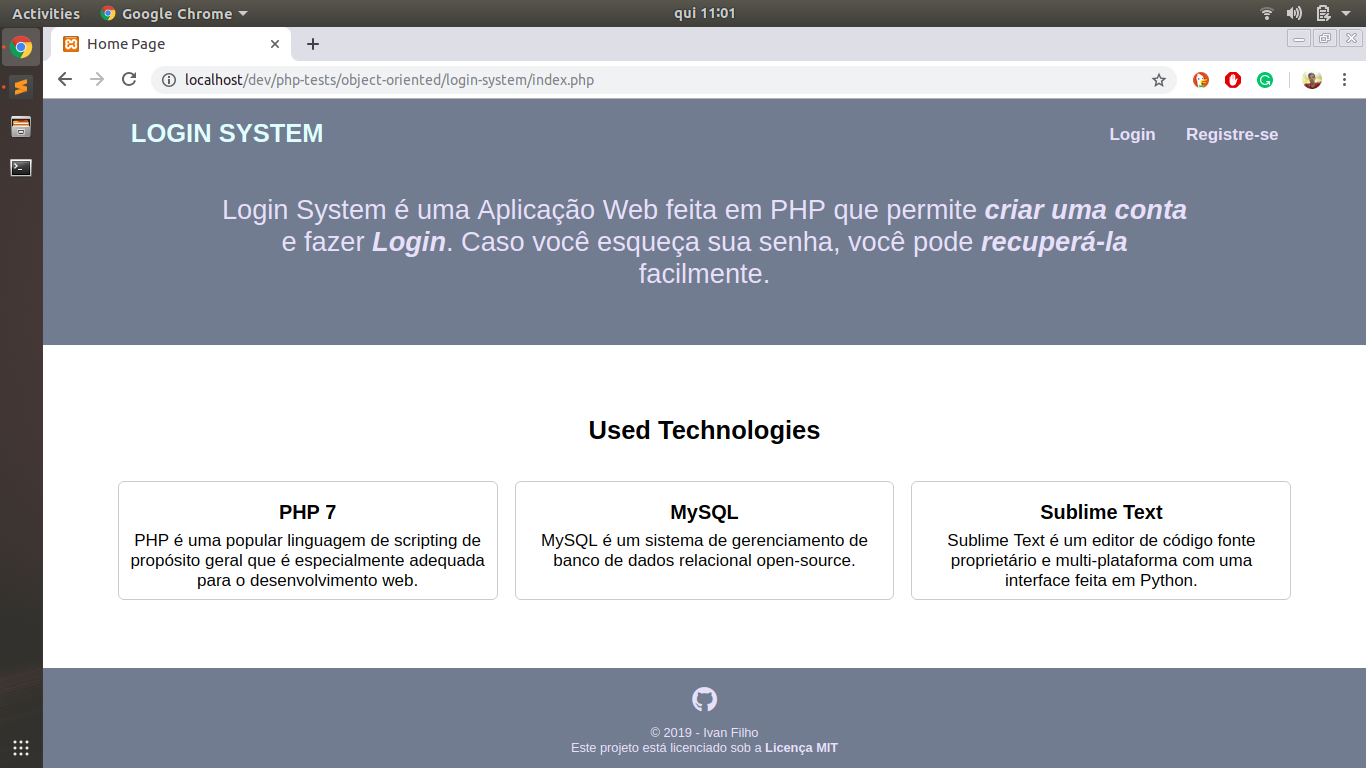 Activities
Google Chrome
qui 11:01
Home Page
localhost/dev/php-tests/object-oriented/login-system/index.php
LOGIN SYSTEM
Login
Registre-se
Login System é uma Aplicação Web feita em PHP que permite criar uma conta
e fazer Login. Caso você esqueça sua senha, você pode recuperá-la
facilmente.
Used Technologies
PHP 7
PHP é uma popular linguagem de scripting de
propósito geral que é especialmente adequada
para o desenvolvimento web.
MySQL
MySQL é um sistema de gerenciamento de
banco de dados relacional open-source.
Sublime Text
Sublime Text é um editor de código fonte
proprietário e multi-plataforma com uma
interface feita em Python.
© 2019 - Ivan Filho
Este projeto está licenciado sob a Licença MIT